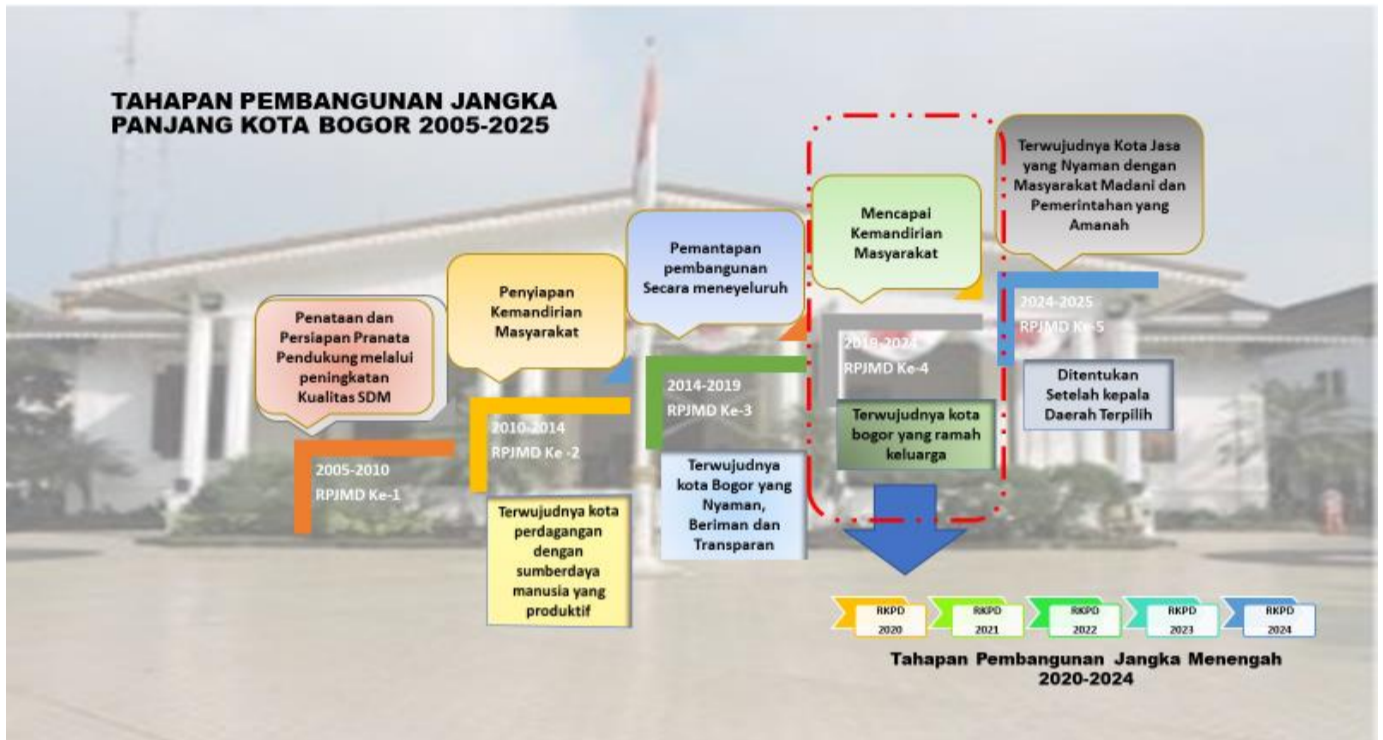 TAHAPAN PEMBANGUNAN JANGKA
PANJANG KOTA BOGOR 2005-2025
Penataan dan
Persiapan Pranata
Pendukung melalui
peningkatan
Kualitas SDM
2005-2010
RPJMD Ke-1
Penyiapan
Kemandirian
Masyarakat
2010-2014
RPJMD Ke -2
Terwujudnya kota
perdagangan
dengan
sumberdaya
manusia yang
produktif
Pemantapan
pembangunan
Secara meneyeluruh
2014-2019
RPJMD Ke-3
Terwujudnya
kota Bogor yang
Nyaman,
Beriman dan
Transparan
Mencapai
Kemandirian
Masyarakat
2019-2024
RPJMD Ke-4
Terwujudnya kota
bogor yang ramah
keluarga
Terwujudnya Kota Jasa
yang Nyaman dengan
Masyarakat Madani dan
Pemerintahan yang
Amanah
2024-2025
RPJMD Ke-5
Ditentukan
Setelah kepala
Daerah Terpilih
RKPD
2020
RKPD
2021
RKPD
2022
RKPD
2023
RKPD
2024
Tahapan Pembangunan Jangka Menengah
2020-2024